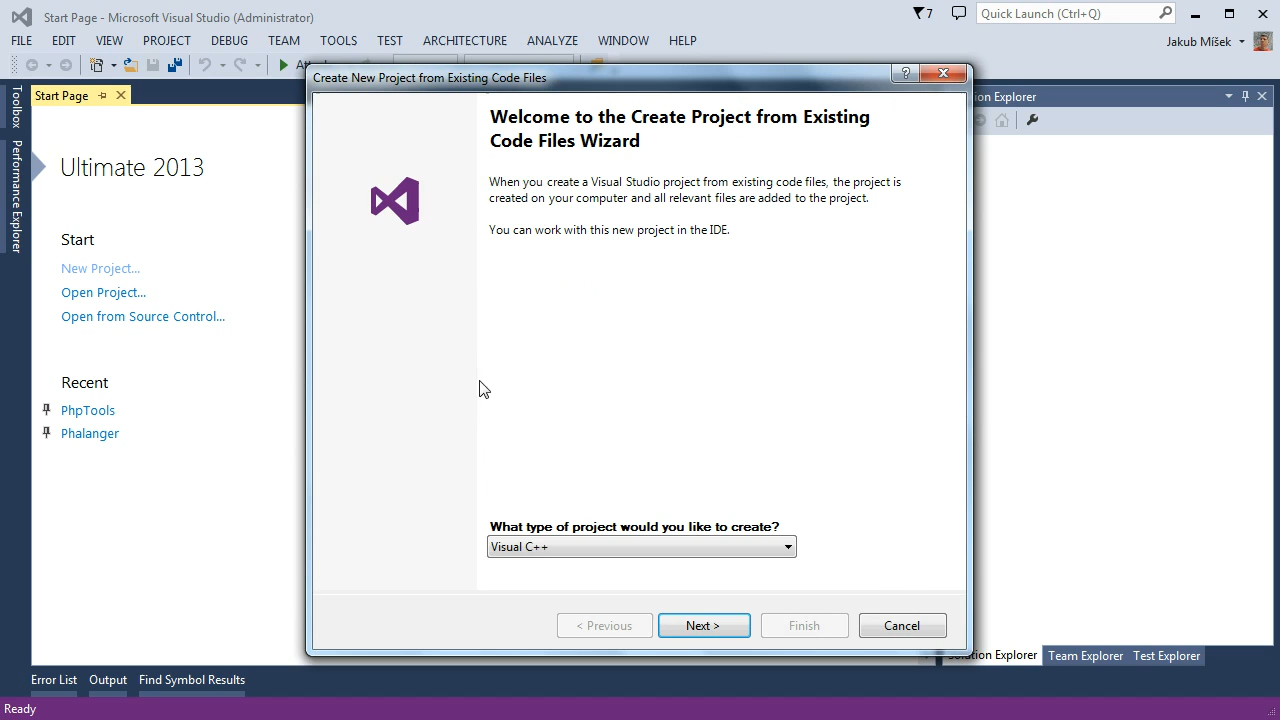 Start Page - Microsoft Visual Studio (Administrator)
7
Quick Launch (Ctrl+Q)
FILE EDIT VIEW PROJECT DEBUG TEAM TOOLS TEST ARCHITECTURE ANALYZE WINDOW HELP
Jakub Míšek
Create New Project from Existing Code Files
?
Toolbox
Performance Explorer
Start Page
Ultimate 2013
Start
New Project...
Open Project...
Open from Source Control...
Recent
PhpTools
Phalanger
Welcome to the Create Project from Existing
Code Files Wizard
When you create a Visual Studio project from existing code files, the project is
created on your computer and all relevant files are added to the project.
You can work with this new project in the IDE.
What type of project would you like to create?
Visual C++
< Previous
Next >
Finish
Cancel
Explorer
Explorer Team Explorer Test Explorer
Error List Output Find Symbol Results
Ready